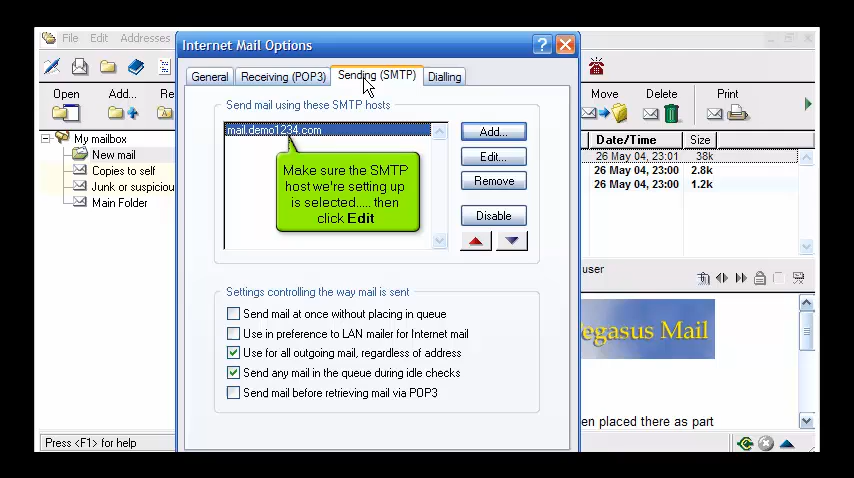 File Edit Addresses
Internet Mail Options
General Receiving (POP3) Sending (SMTP) Dialling
Open Add... Move Delete Print
Send mail using these SMTP hosts
mail.demo1234.com
Add...
Edit...
Remove
Disable
Make sure the SMTP
host we're setting up
is selected..... then
click Edit
My mailbox
New mail
Copies to self
Junk or suspiciou
Main Folder
Date/Time Size
26 May 04, 23:01 38k
26 May 04, 23:00 2.8k
26 May 04, 23:00 1.2k
user
Settings controlling the way mail is sent
Send mail at once without placing in queue
Use in preference to LAN mailer for Internet mail
Use for all outgoing mail, regardless of address
Send any mail in the queue during idle checks
Send mail before retrieving mail via POP3
egasus Mail
en placed there as part
Press <F1> for help